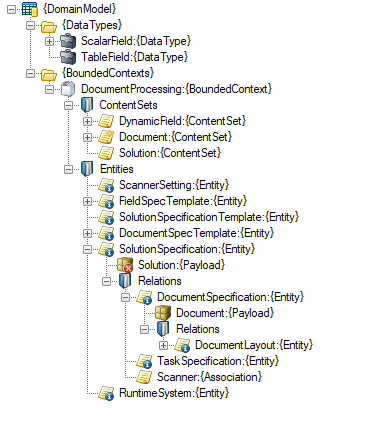 {DomainModel}
{DataTypes}
ScalarField:{DataType}
TableField:{DataType}
{BoundedContexts}
DocumentProcessing:{BoundedContext}
ContentSets
DynamicField:{ContentSet}
Document:{ContentSet}
Solution:{ContentSet}
Entities
ScannerSetting:{Entity}
FieldSpecTemplate:{Entity}
SolutionSpecificationTemplate:{Entity}
DocumentSpecTemplate:{Entity}
SolutionSpecification:{Entity}
Solution:{Payload}
Relations
DocumentSpecification:{Entity}
Document:{Payload}
Relations
DocumentLayout:{Entity}
TaskSpecification:{Entity}
Scanner:{Association}
RuntimeSystem:{Entity}